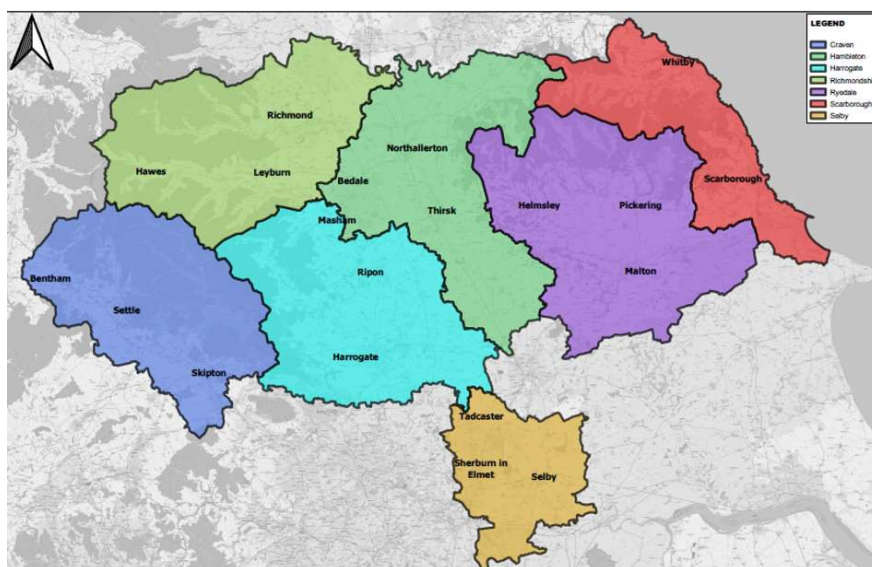 LEGEND
Craven
Hambleton
Harrogate
Richmondshi
Ryedale
Scarborough
Selby
Whitby
Richmond
Northallerton
Hawes
Leyburn
Bedale
Scarborough
Masham
Thirsk
Helmsley
Pickering
Bentham
Ripon
Malton
Settle
Harrogate
Skipton
Tadcaster
Sherburn in
Elmet
Selby